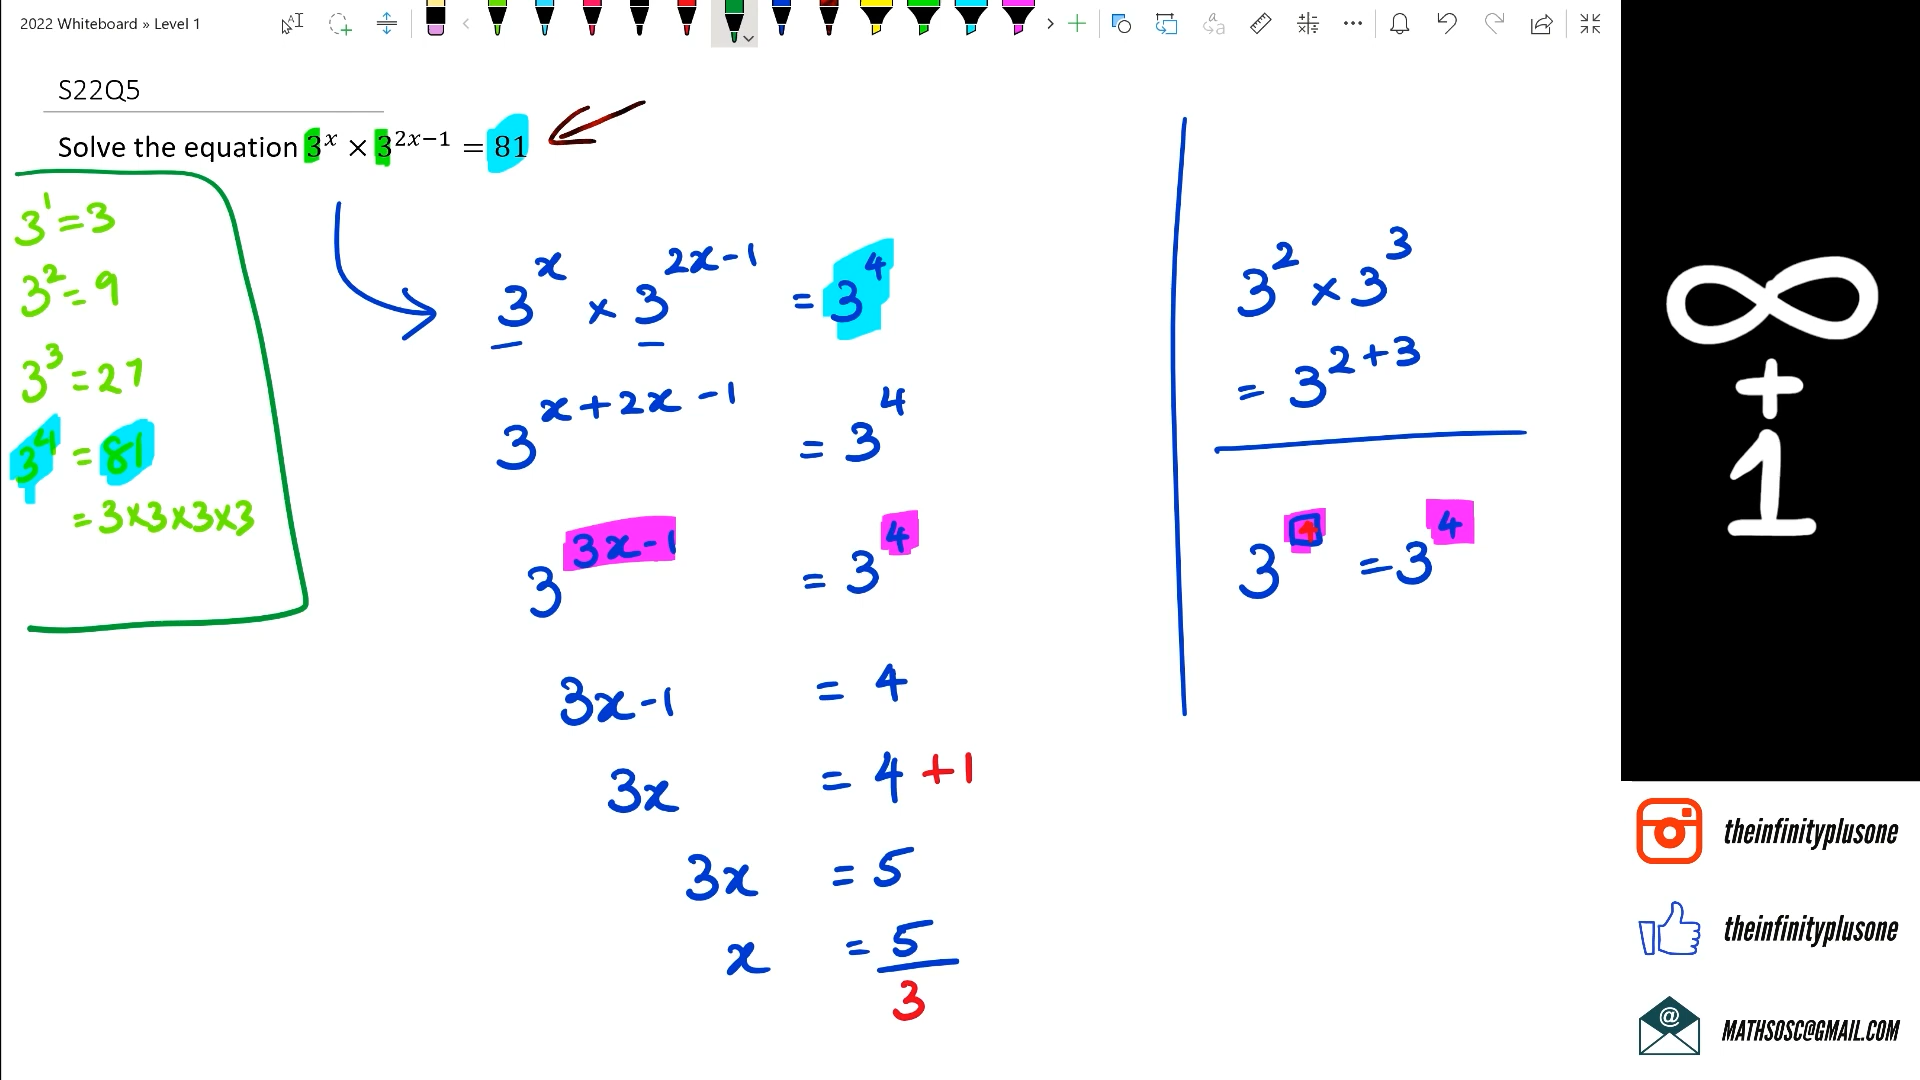 2022 Whiteboard » Level 1
S22Q5
Solve the equation 3^x × 3^(2x−1) = 81
3^1 = 3
3^2 = 9
3^3 = 27
3^4 = 81
= 3×3×3×3
3^x × 3^(2x-1) = 3^4
3^(x+2x-1) = 3^4
3^(3x-1) = 3^4
3x-1 = 4
3x = 4 +1
3x = 5
x = 5/3
3^2 × 3^3
= 3^(2+3)
3^4 = 3^4
∞
+
1
theinfinityplusone
theinfinityplusone
@
MATHSOSC@GMAIL.COM